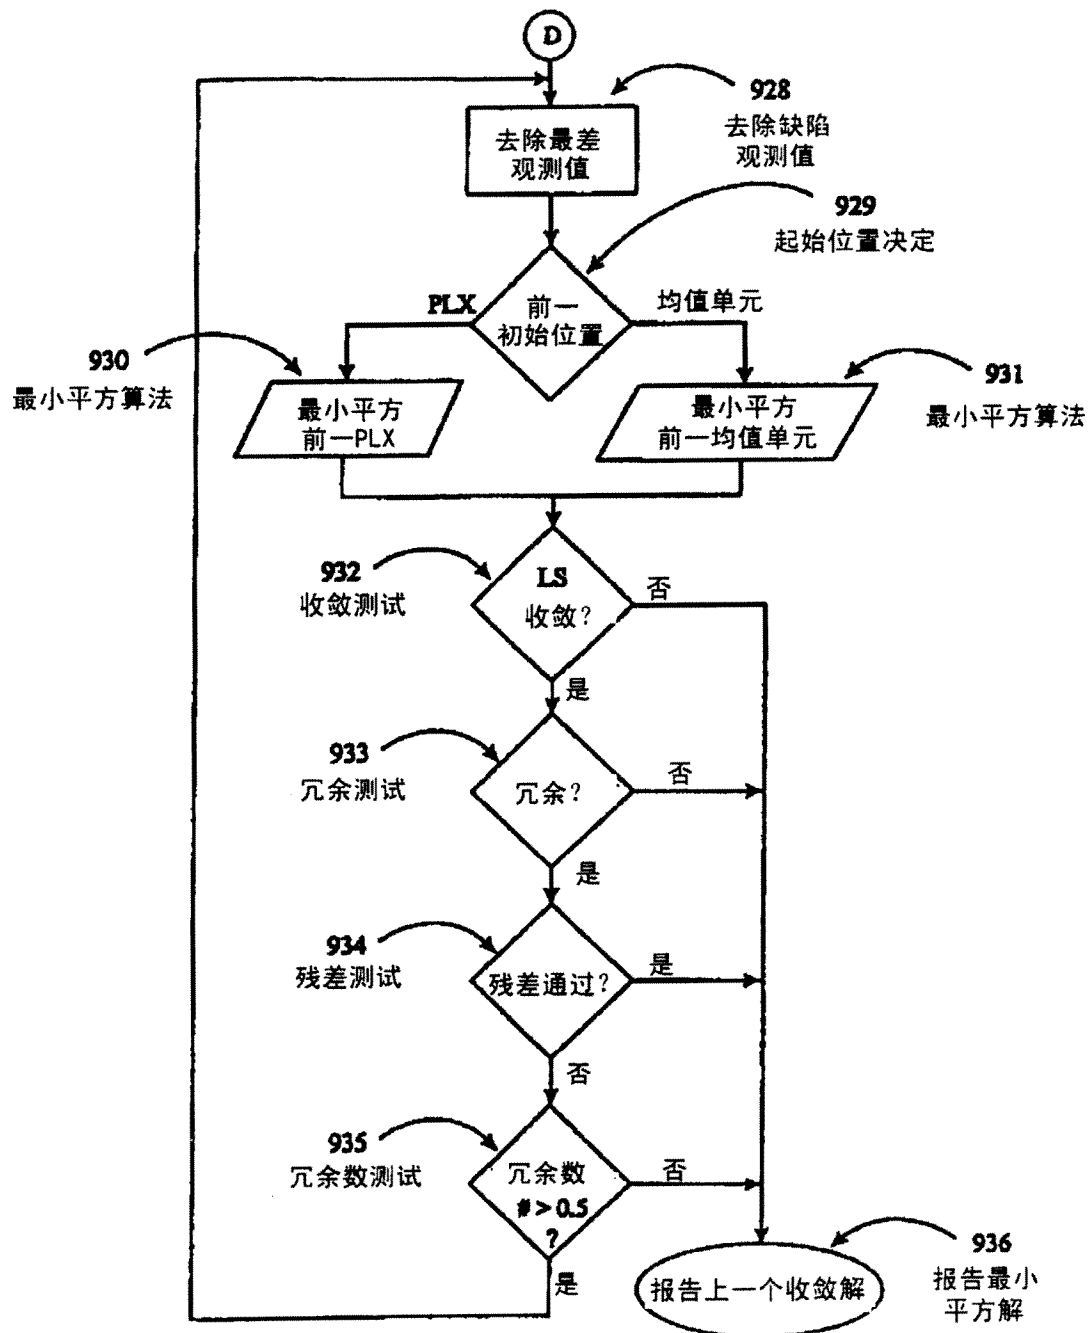 D
928
去除缺陷
观测值
去除最差
观测值
929
起始位置决定
PLX
前一
初始位置
均值单元
930
最小平方算法
最小平方
前一PLX
最小平方
前一均值单元
931
最小平方算法
932
收敛测试
LS
收敛?
否
是
933
冗余测试
冗余?
否
是
934
残差测试
残差通过?
是
否
935
冗余数测试
冗余数
#>0.5
?
否
是
报告上一个收敛解
936
报告最小
平方解